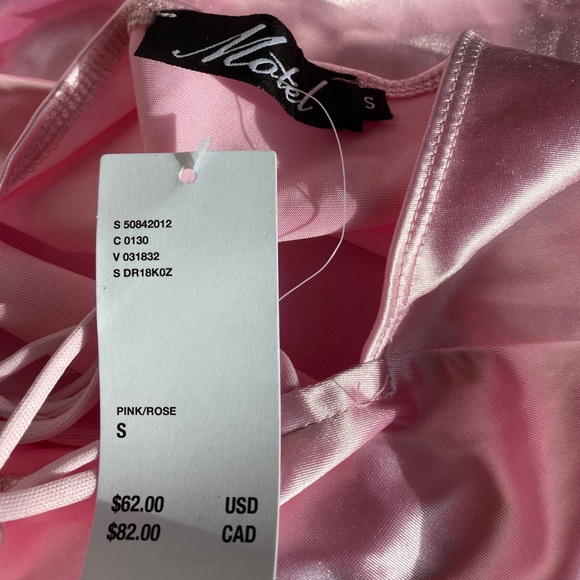 Motel
S
S 50842012
C 0130
V 031832
S DR18K0Z
PINK/ROSE
S
$62.00 USD
$82.00 CAD